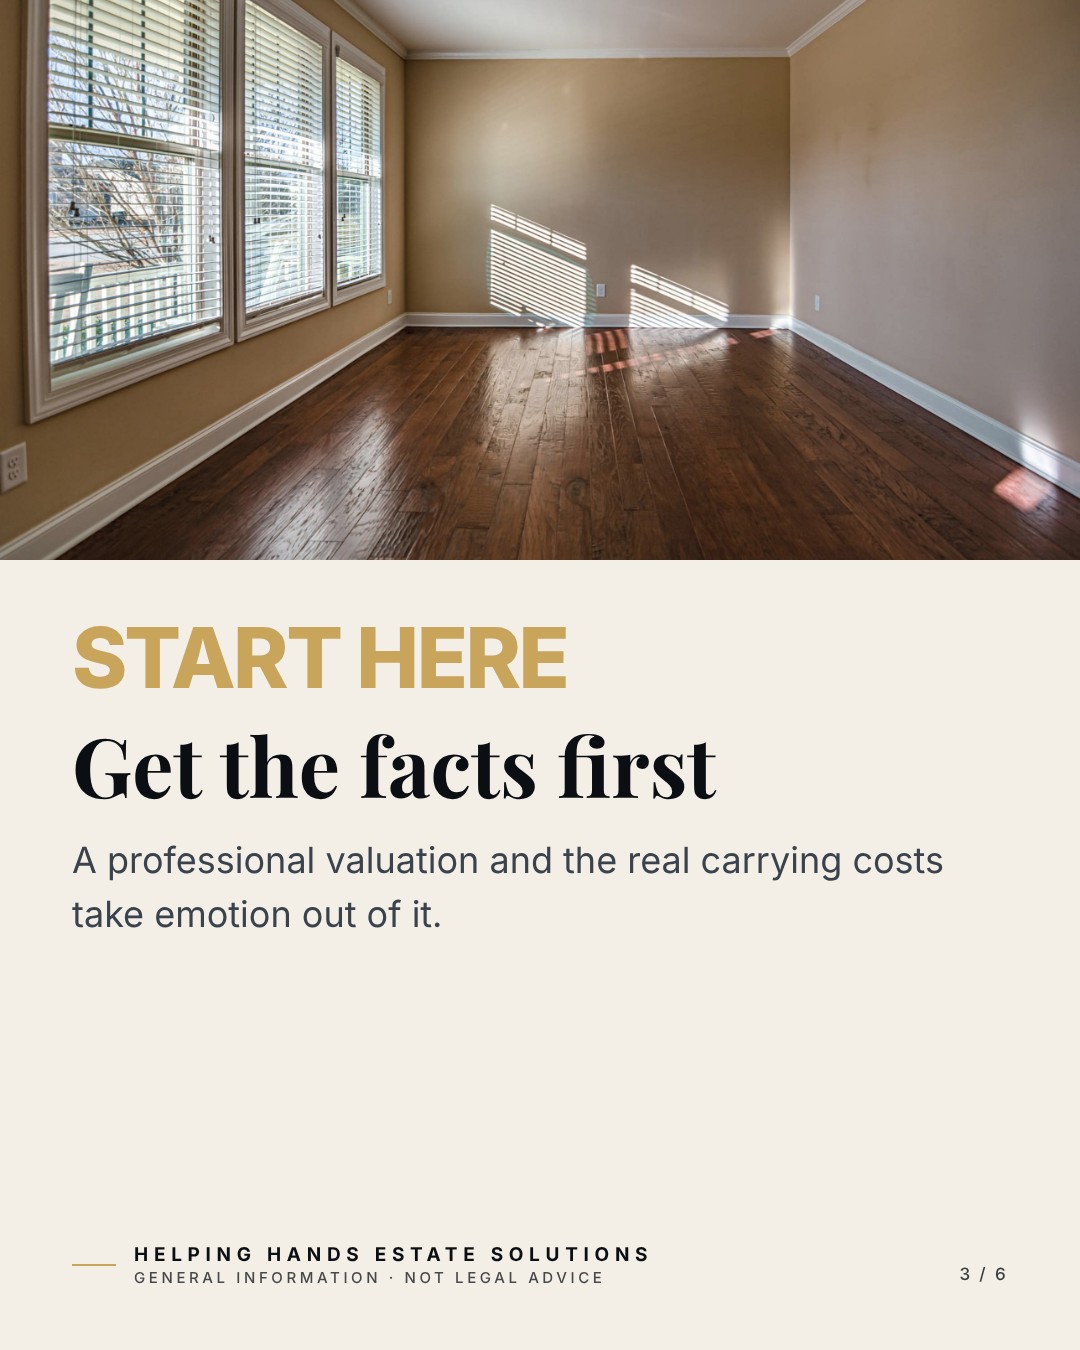 START HERE
Get the facts first
A professional valuation and the real carrying costs
take emotion out of it.
HELPING HANDS ESTATE SOLUTIONS
GENERAL INFORMATION · NOT LEGAL ADVICE
3 / 6